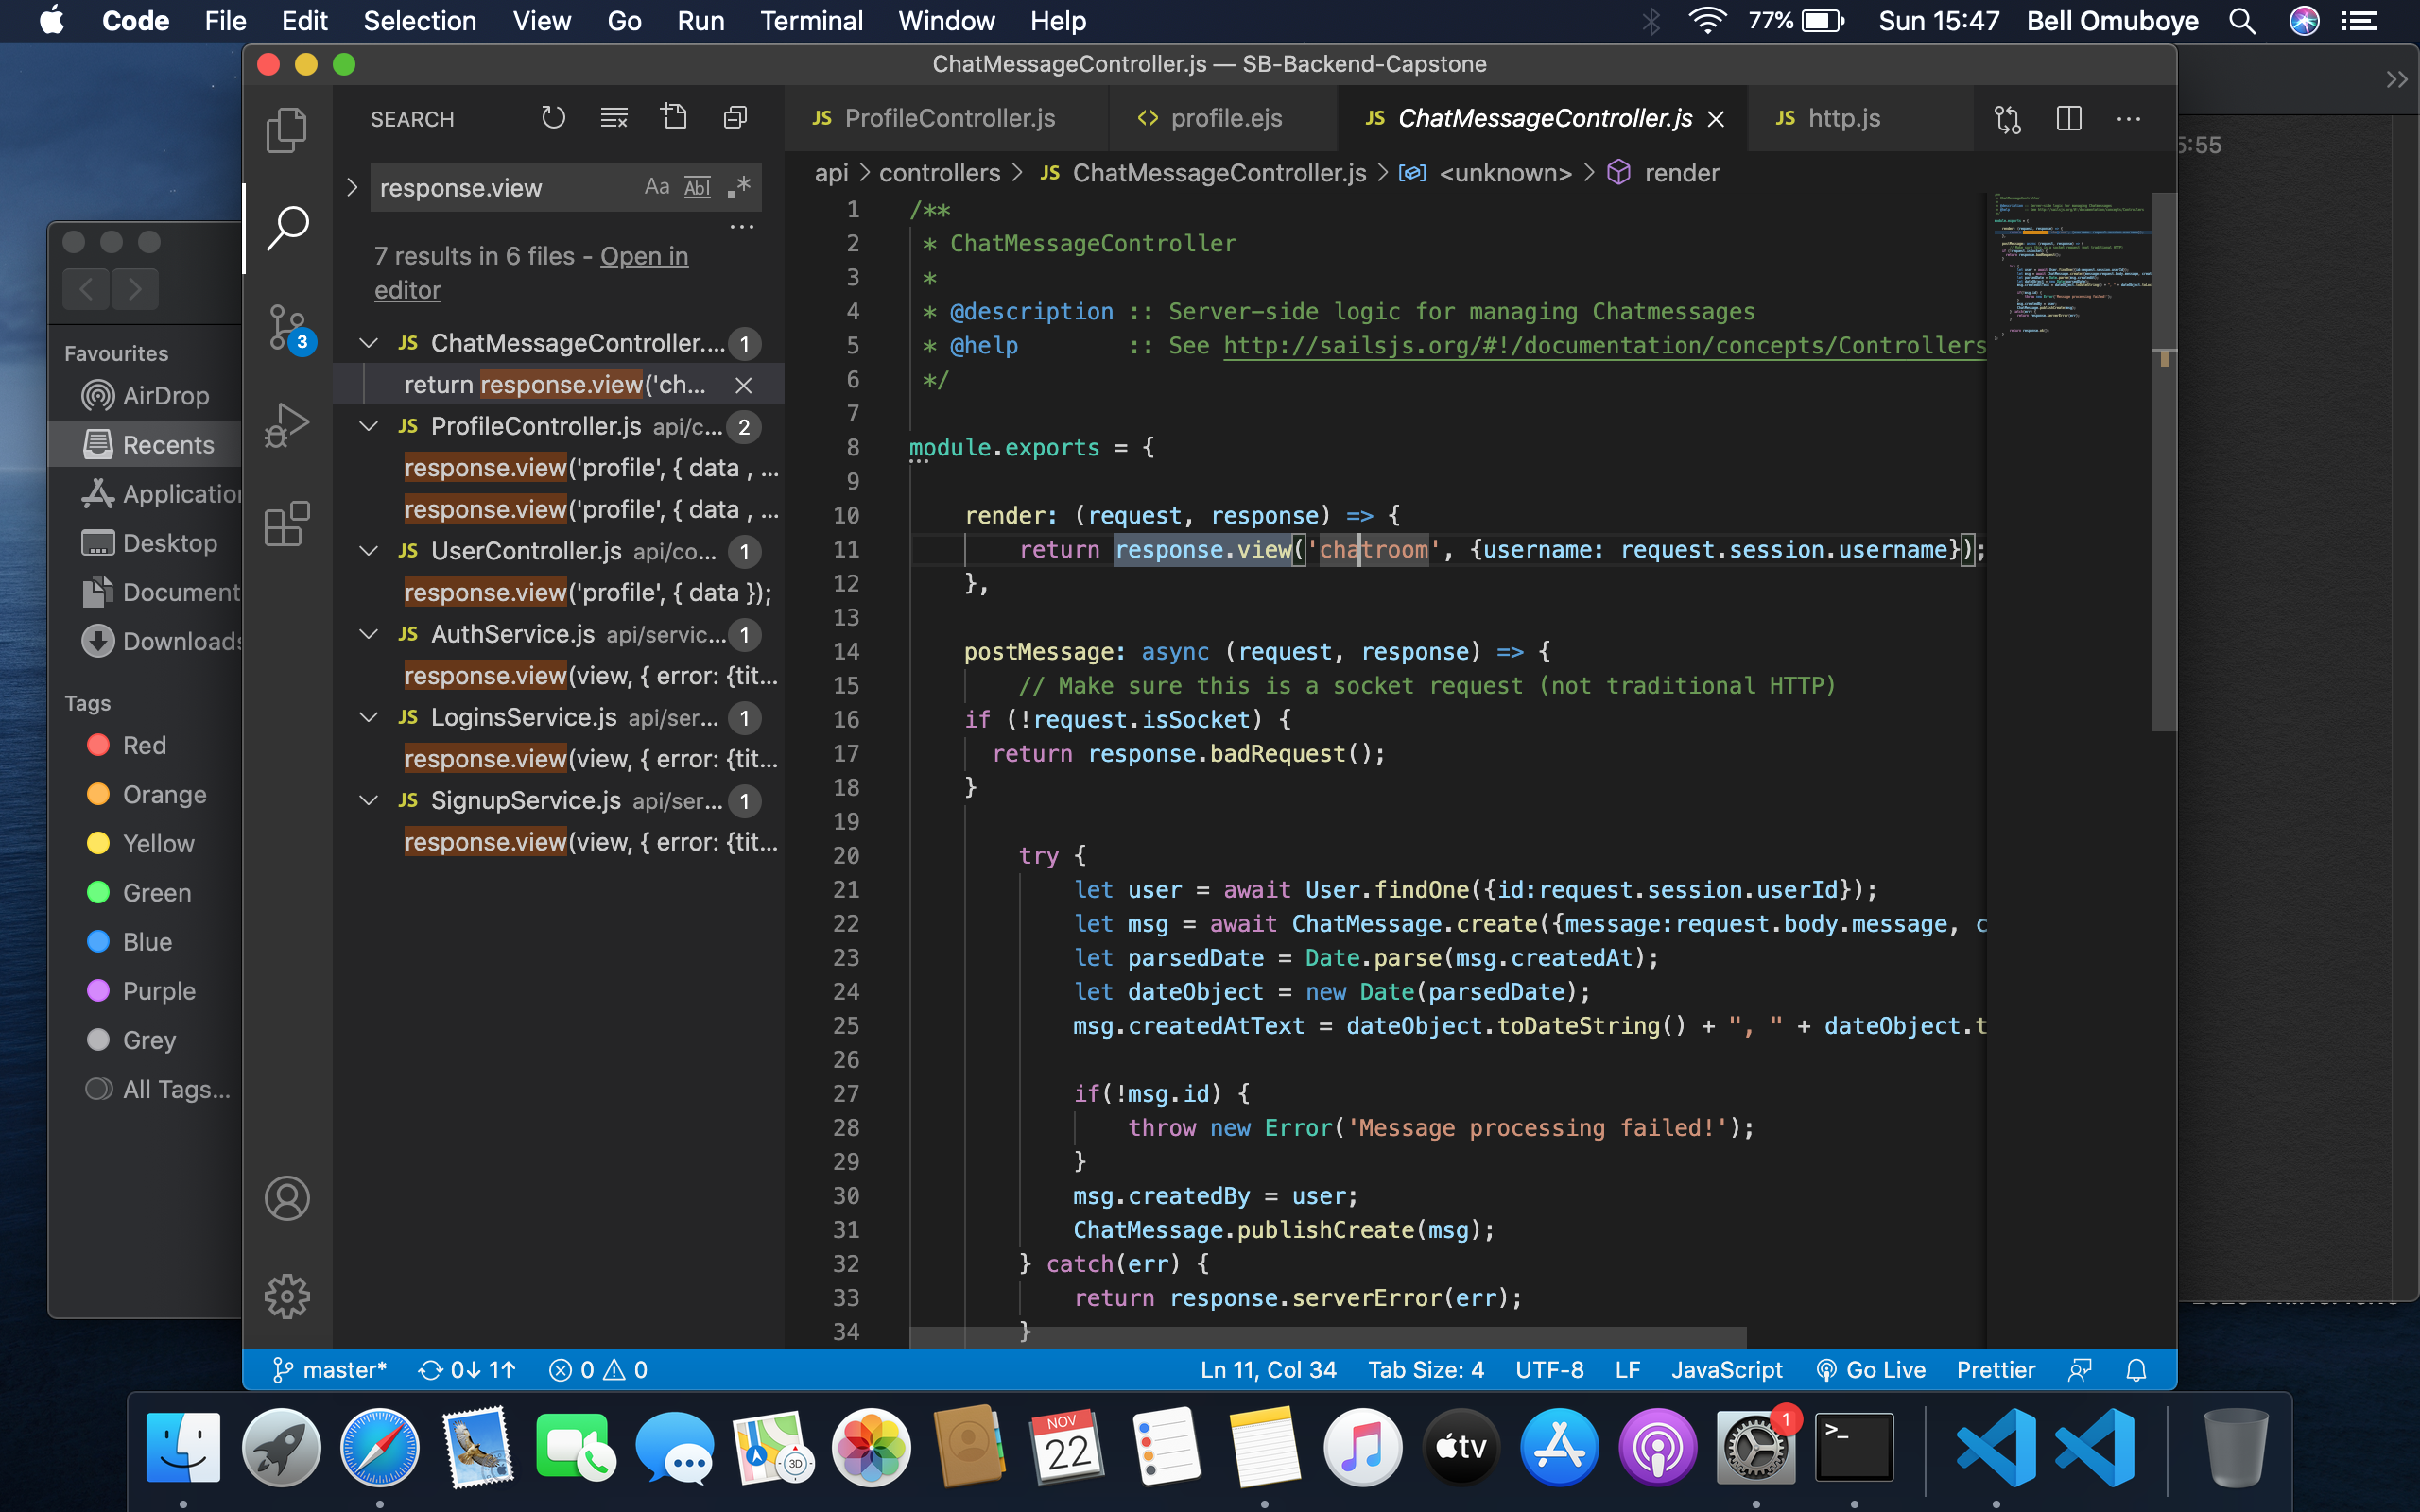 Code File Edit Selection View Go Run Terminal Window Help 77% Sun 15:47 Bell Omuboye
ChatMessageController.js — SB-Backend-Capstone
SEARCH
JS ProfileController.js <> profile.ejs JS ChatMessageController.js JS http.js
5:55
response.view Aa Abl .*
api > controllers > JS ChatMessageController.js > <unknown> > render
7 results in 6 files - Open in
editor
JS ChatMessageController.... 1
return response.view('ch...
JS ProfileController.js api/c... 2
response.view('profile', { data , ...
response.view('profile', { data , ...
JS UserController.js api/co... 1
response.view('profile', { data });
JS AuthService.js api/servic... 1
response.view(view, { error: {tit...
JS LoginsService.js api/ser... 1
response.view(view, { error: {tit...
JS SignupService.js api/ser... 1
response.view(view, { error: {tit...
3
Favourites
AirDrop
Recents
Application
Desktop
Document
Downloads
Tags
Red
Orange
Yellow
Green
Blue
Purple
Grey
All Tags...
1 /**
2 * ChatMessageController
3 *
4 * @description :: Server-side logic for managing Chatmessages
5 * @help :: See http://sailsjs.org/#!/documentation/concepts/Controllers
6 */
7
8 module.exports = {
9
10 render: (request, response) => {
11 return response.view('chatroom', {username: request.session.username});
12 },
13
14 postMessage: async (request, response) => {
15 // Make sure this is a socket request (not traditional HTTP)
16 if (!request.isSocket) {
17 return response.badRequest();
18 }
19
20 try {
21 let user = await User.findOne({id:request.session.userId});
22 let msg = await ChatMessage.create({message:request.body.message, c
23 let parsedDate = Date.parse(msg.createdAt);
24 let dateObject = new Date(parsedDate);
25 msg.createdAtText = dateObject.toDateString() + ", " + dateObject.t
26
27 if(!msg.id) {
28 throw new Error('Message processing failed!');
29 }
30 msg.createdBy = user;
31 ChatMessage.publishCreate(msg);
32 } catch(err) {
33 return response.serverError(err);
34 }
master* 0↓ 1↑ 0 0 Ln 11, Col 34 Tab Size: 4 UTF-8 LF JavaScript Go Live Prettier
NOV
22
3D
tv
1
>_